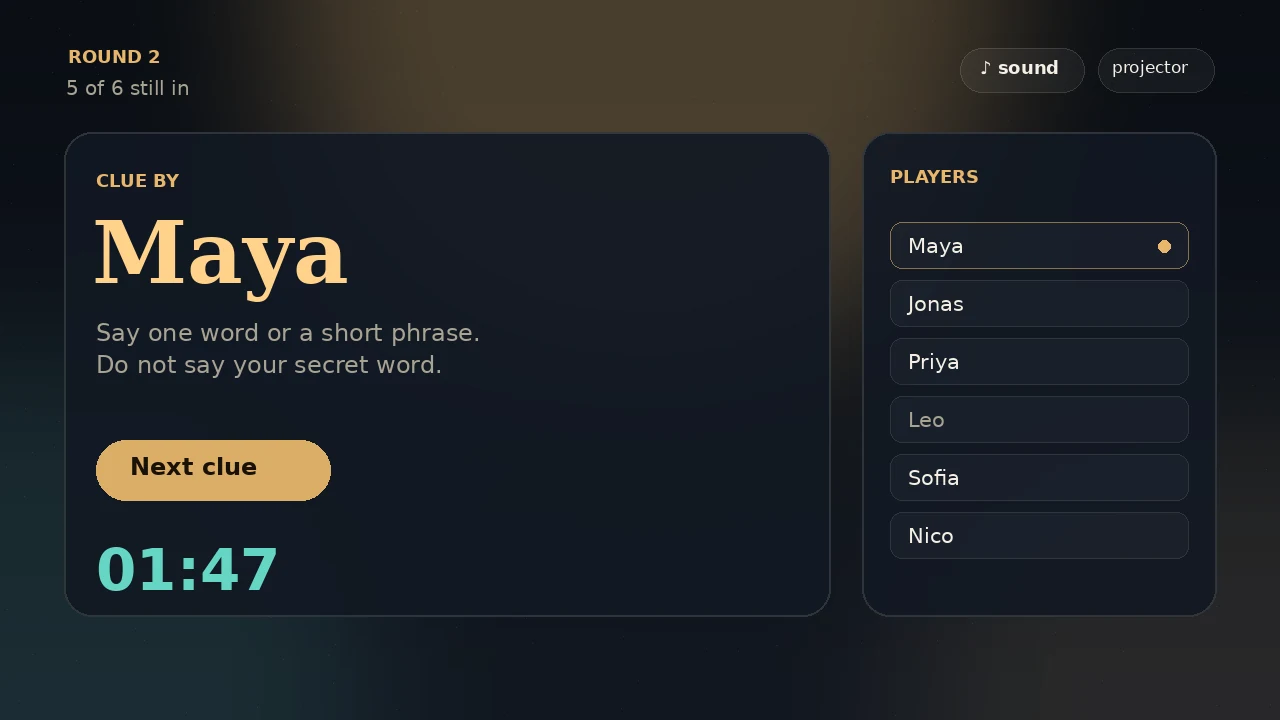 ROUND 2
5 of 6 still in
♪ sound
projector
CLUE BY
Maya
Say one word or a short phrase.
Do not say your secret word.
Next clue
01:47
PLAYERS
Maya
Jonas
Priya
Leo
Sofia
Nico